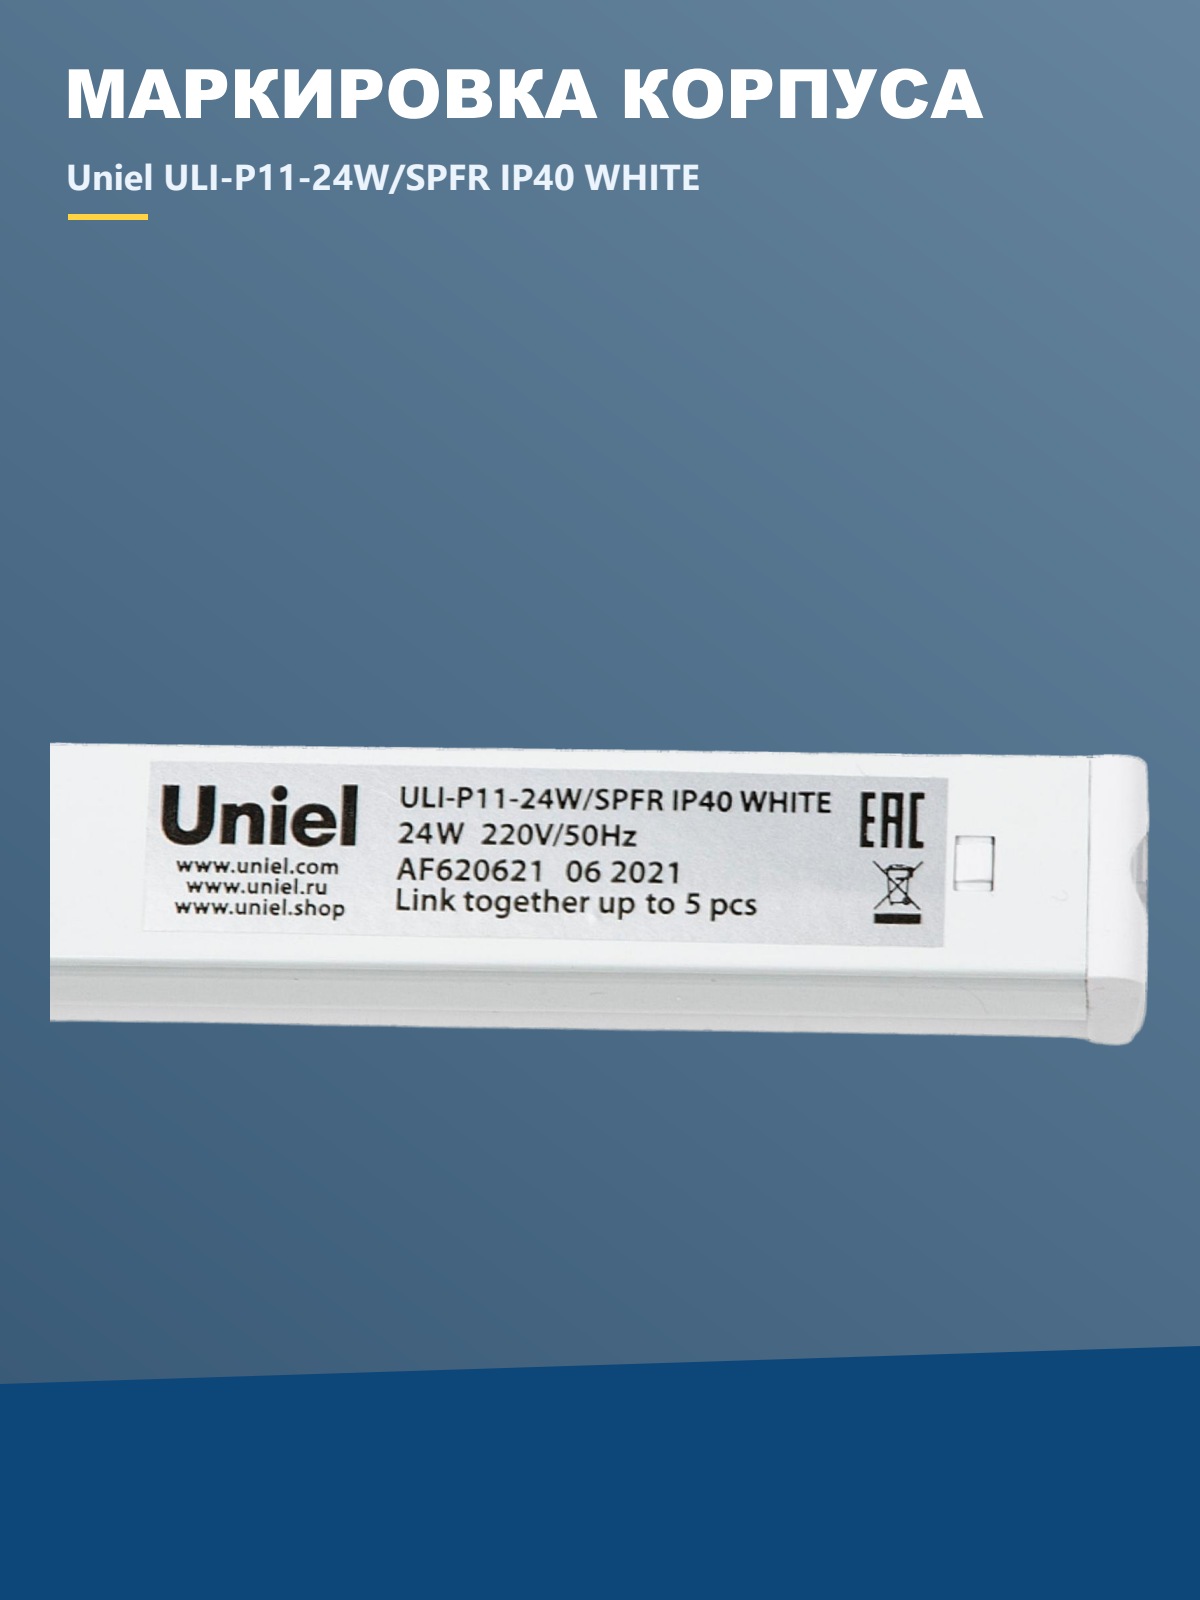 МАРКИРОВКА КОРПУСА
Uniel ULI-P11-24W/SPFR IP40 WHITE
Uniel
www.uniel.com
www.uniel.ru
www.uniel.shop
ULI-P11-24W/SPFR IP40 WHITE
24W 220V/50Hz
AF620621 06 2021
Link together up to 5 pcs
EAC